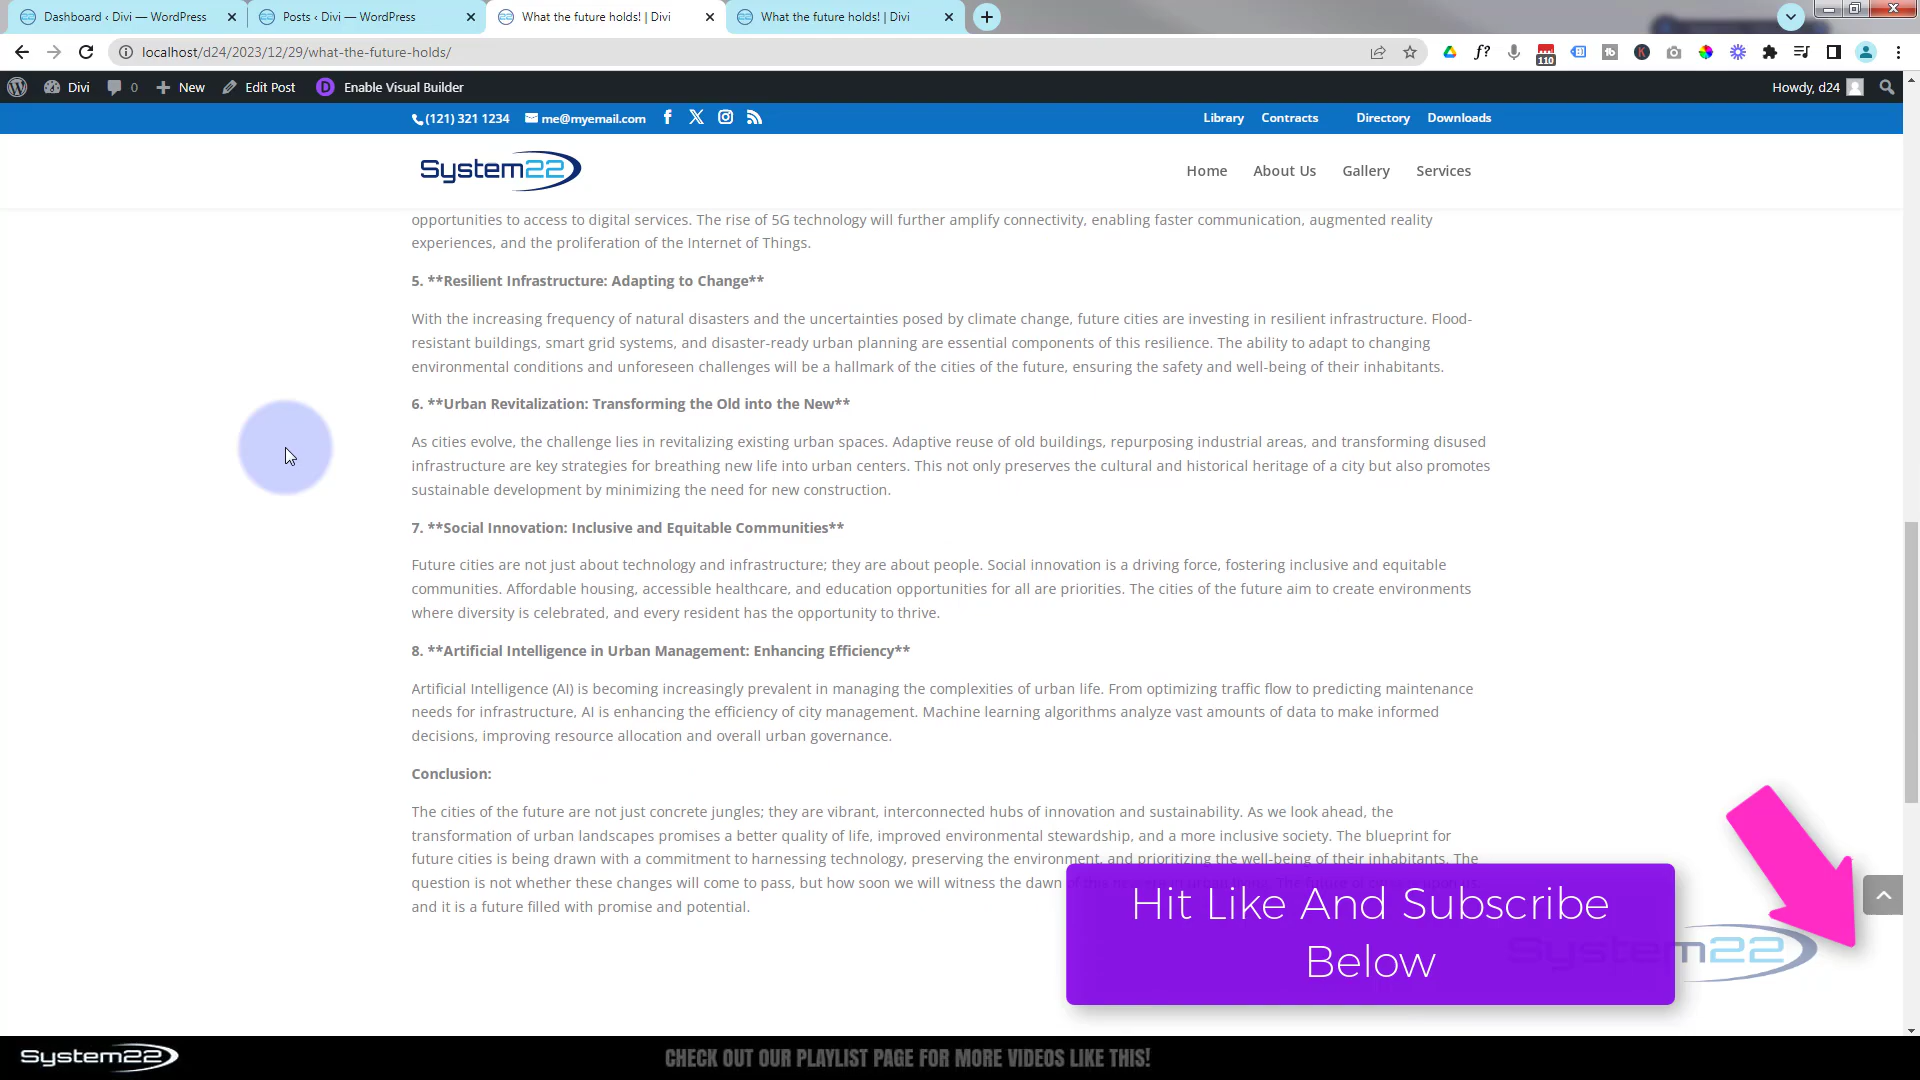 Dashboard ‹ Divi — WordPress
Posts ‹ Divi — WordPress
What the future holds! | Divi
What the future holds! | Divi
localhost/d24/2023/12/29/what-the-future-holds/
f?
110
tb
K
Divi
0
New
Edit Post
D Enable Visual Builder
Howdy, d24
(121) 321 1234
me@myemail.com
Library
Contracts
Directory
Downloads
System22
Home
About Us
Gallery
Services
opportunities to access to digital services. The rise of 5G technology will further amplify connectivity, enabling faster communication, augmented reality
experiences, and the proliferation of the Internet of Things.
5. **Resilient Infrastructure: Adapting to Change**
With the increasing frequency of natural disasters and the uncertainties posed by climate change, future cities are investing in resilient infrastructure. Flood-
resistant buildings, smart grid systems, and disaster-ready urban planning are essential components of this resilience. The ability to adapt to changing
environmental conditions and unforeseen challenges will be a hallmark of the cities of the future, ensuring the safety and well-being of their inhabitants.
6. **Urban Revitalization: Transforming the Old into the New**
As cities evolve, the challenge lies in revitalizing existing urban spaces. Adaptive reuse of old buildings, repurposing industrial areas, and transforming disused
infrastructure are key strategies for breathing new life into urban centers. This not only preserves the cultural and historical heritage of a city but also promotes
sustainable development by minimizing the need for new construction.
7. **Social Innovation: Inclusive and Equitable Communities**
Future cities are not just about technology and infrastructure; they are about people. Social innovation is a driving force, fostering inclusive and equitable
communities. Affordable housing, accessible healthcare, and education opportunities for all are priorities. The cities of the future aim to create environments
where diversity is celebrated, and every resident has the opportunity to thrive.
8. **Artificial Intelligence in Urban Management: Enhancing Efficiency**
Artificial Intelligence (AI) is becoming increasingly prevalent in managing the complexities of urban life. From optimizing traffic flow to predicting maintenance
needs for infrastructure, AI is enhancing the efficiency of city management. Machine learning algorithms analyze vast amounts of data to make informed
decisions, improving resource allocation and overall urban governance.
Conclusion:
The cities of the future are not just concrete jungles; they are vibrant, interconnected hubs of innovation and sustainability. As we look ahead, the
transformation of urban landscapes promises a better quality of life, improved environmental stewardship, and a more inclusive society. The blueprint for
future cities is being drawn with a commitment to harnessing technology, preserving the environment, and prioritizing the well-being of their inhabitants. The
question is not whether these changes will come to pass, but how soon we will witness the dawn
and it is a future filled with promise and potential.
Hit Like And Subscribe
Below
System22
System22
CHECK OUT OUR PLAYLIST PAGE FOR MORE VIDEOS LIKE THIS!